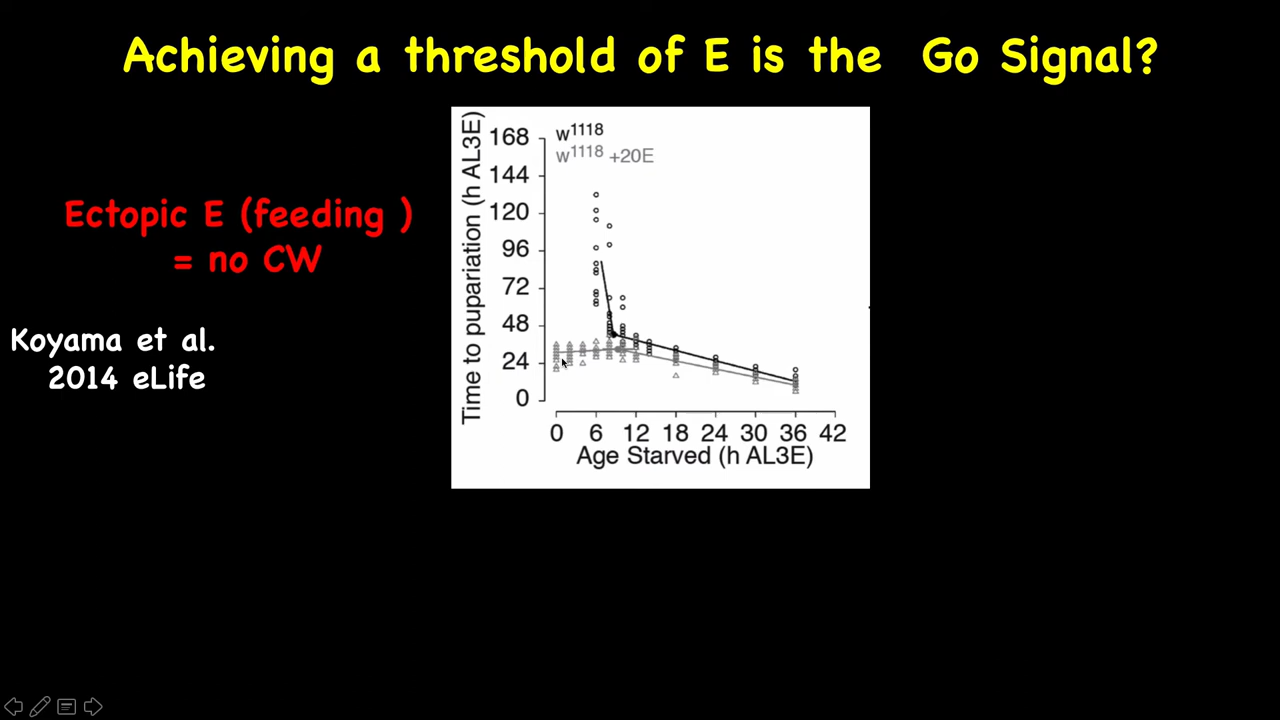 Achieving a threshold of E is the Go Signal?
Ectopic E (feeding )
= no CW
Koyama et al.
2014 eLife
w1118
w1118 +20E
Time to pupariation (h AL3E)
168
144
120
96
72
48
24
0
0 6 12 18 24 30 36 42
Age Starved (h AL3E)